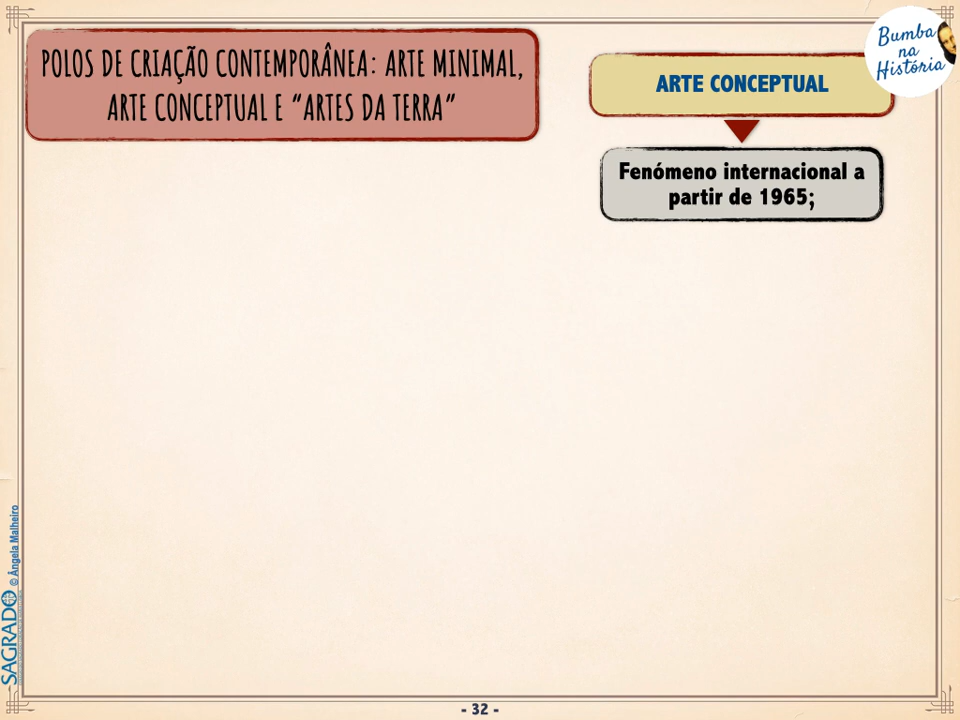 POLOS DE CRIAÇÃO CONTEMPORÂNEA: ARTE MINIMAL,
ARTE CONCEPTUAL E “ARTES DA TERRA”
Bumba
na
História
ARTE CONCEPTUAL
Fenómeno internacional a
partir de 1965;
SAGRADO
© Ângela Malheiro
- 32 -